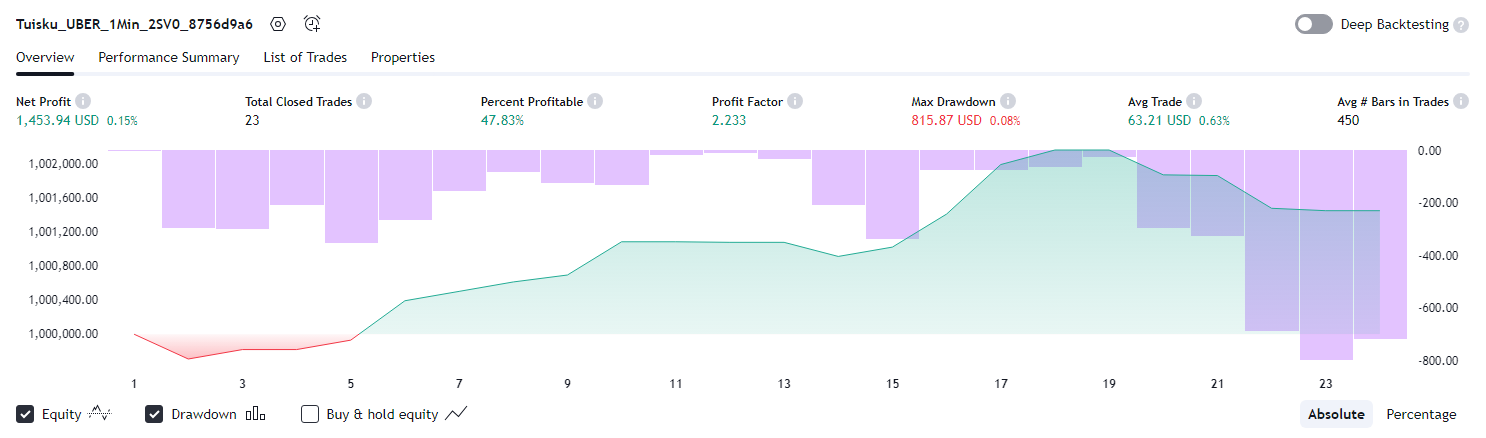 Tuisku_UBER_1Min_2SV0_8756d9a6 Deep Backtesting ?
Overview Performance Summary List of Trades Properties
Net Profit Total Closed Trades Percent Profitable Profit Factor Max Drawdown Avg Trade Avg # Bars in Trades
1,453.94 USD 0.15% 23 47.83% 2.233 815.87 USD 0.08% 63.21 USD 0.63% 450
1,002,000.00 0.00
1,001,600.00 -200.00
1,001,200.00 -400.00
1,000,800.00
1,000,400.00 -600.00
1,000,000.00
-800.00
1 3 5 7 9 11 13 15 17 19 21 23
Equity Drawdown Buy & hold equity Absolute Percentage